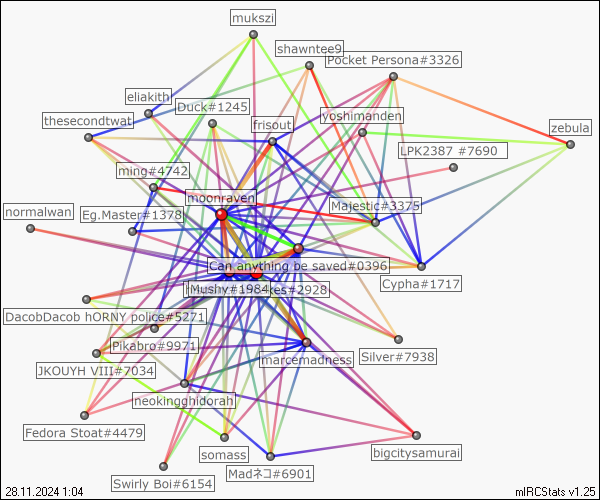 mukszi
shawntee9
Pocket Persona#3326
eliakith
Duck#1245
thesecondtwat
frisout
yoshimanden
zebula
LPK2387 #7690
ming#4742
moonraven
Majestic#3375
normalwan
Eg.Master#1378
Can anything be saved#0396
Cypha#1717
Mushy#1984
kes#2928
DacobDacob hORNY police#5271
Pikabro#9971
marcemadness
Silver#7938
JKOUYH VIII#7034
neokingghidorah
Fedora Stoat#4479
somass
bigcitysamurai
Madネコ#6901
Swirly Boi#6154
28.11.2024 1:04
mIRCStats v1.25